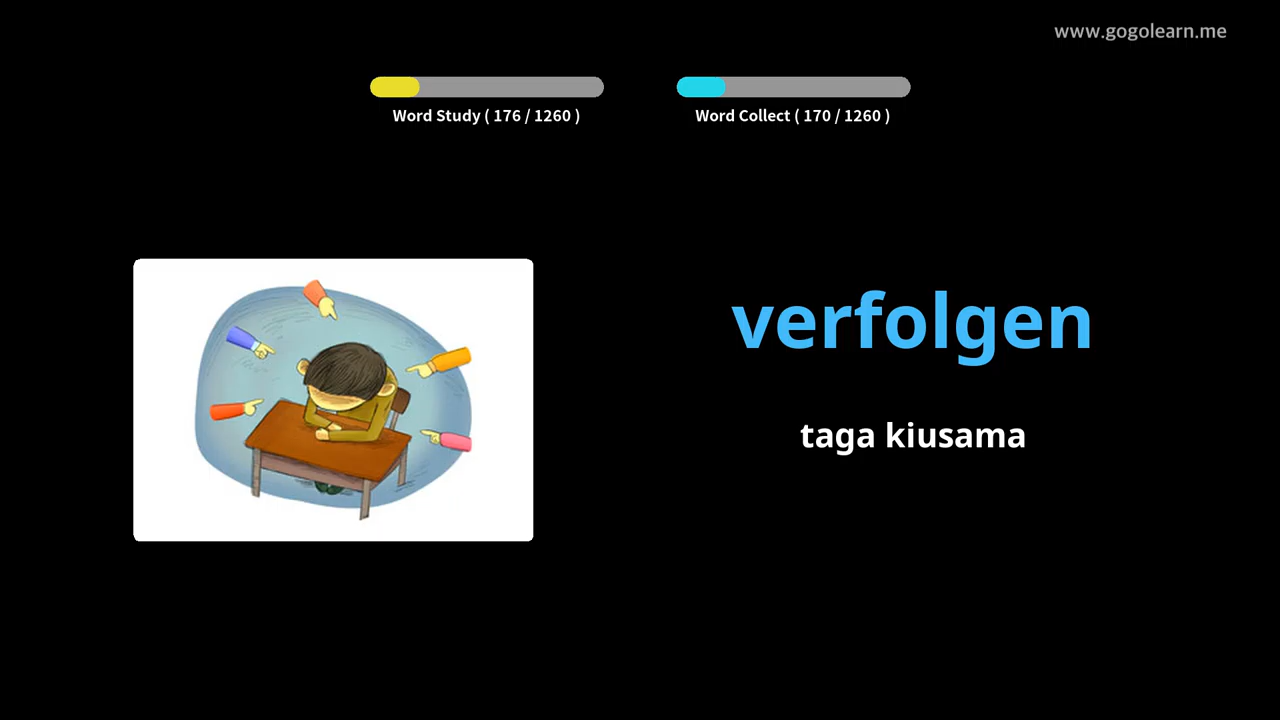 www.gogolearn.me
Word Study ( 176 / 1260 )
Word Collect ( 170 / 1260 )
verfolgen
taga kiusama